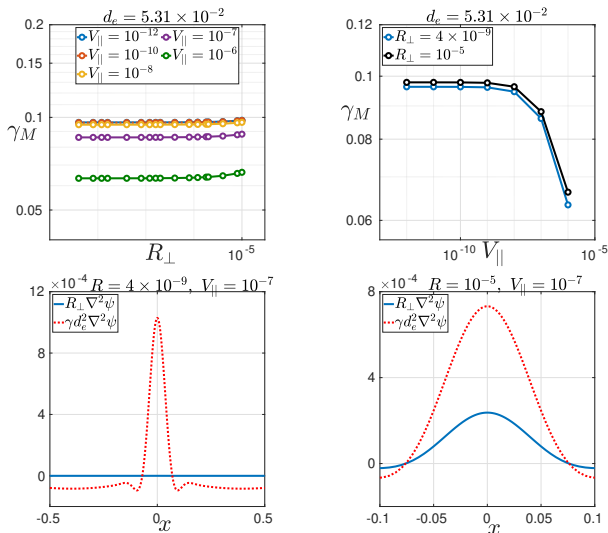 d_e = 5.31 × 10^-2
V_|| = 10^-12
V_|| = 10^-10
V_|| = 10^-8
V_|| = 10^-7
V_|| = 10^-6
0.2
0.1
0.05
γ_M
R_⊥
10^-5
d_e = 5.31 × 10^-2
R_⊥ = 4 × 10^-9
R_⊥ = 10^-5
0.1
0.08
0.06
γ_M
10^-10
V_||
10^-5
×10^-4
R = 4 × 10^-9, V_|| = 10^-7
R_⊥∇^2ψ
γd_e^2∇^2ψ
12
8
4
0
-0.5
0
0.5
x
×10^-4
R = 10^-5, V_|| = 10^-7
R_⊥∇^2ψ
γd_e^2∇^2ψ
8
4
0
-0.1
-0.05
0
0.05
0.1
x